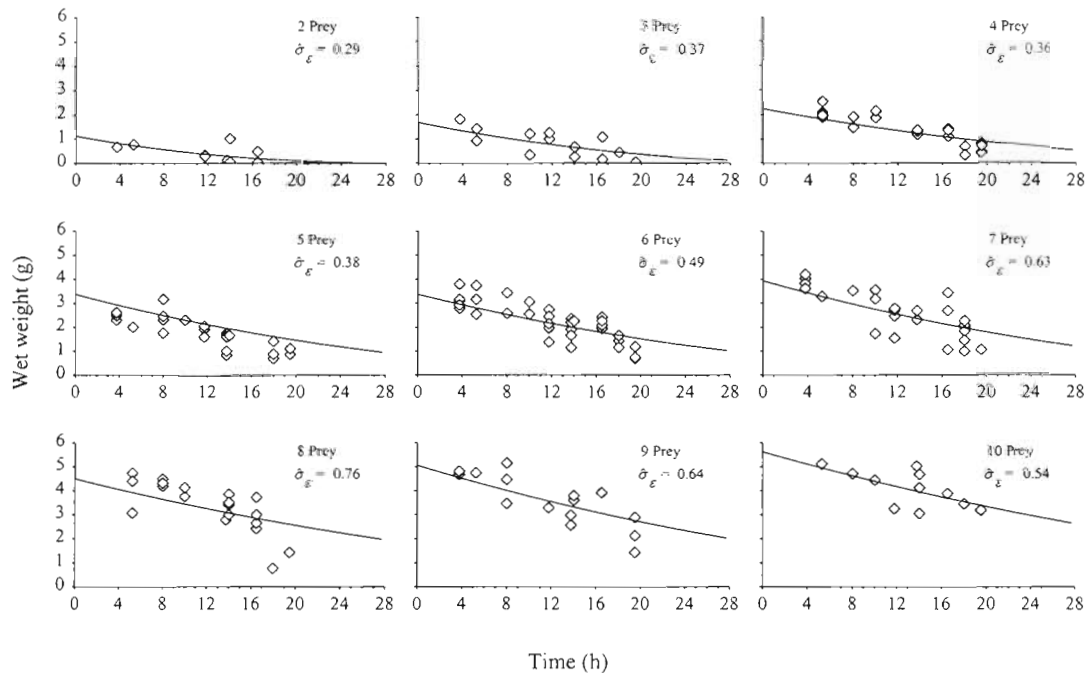 2 Prey
σ̂ε = 0.29
3 Prey
σ̂ε = 0.37
4 Prey
σ̂ε = 0.36
6
5
4
3
2
1
0
0 4 8 12 16 20 24 28
0 4 8 12 16 20 24 28
0 4 8 12 16 20 24 28
5 Prey
σ̂ε = 0.38
6 Prey
σ̂ε = 0.49
7 Prey
σ̂ε = 0.63
6
5
4
3
2
1
0
0 4 8 12 16 20 24 28
0 4 8 12 16 20 24 28
0 4 8 12 16 20 24 28
Wet weight (g)
8 Prey
σ̂ε = 0.76
9 Prey
σ̂ε = 0.64
10 Prey
σ̂ε = 0.54
6
5
4
3
2
1
0
0 4 8 12 16 20 24 28
0 4 8 12 16 20 24 28
0 4 8 12 16 20 24 28
Time (h)